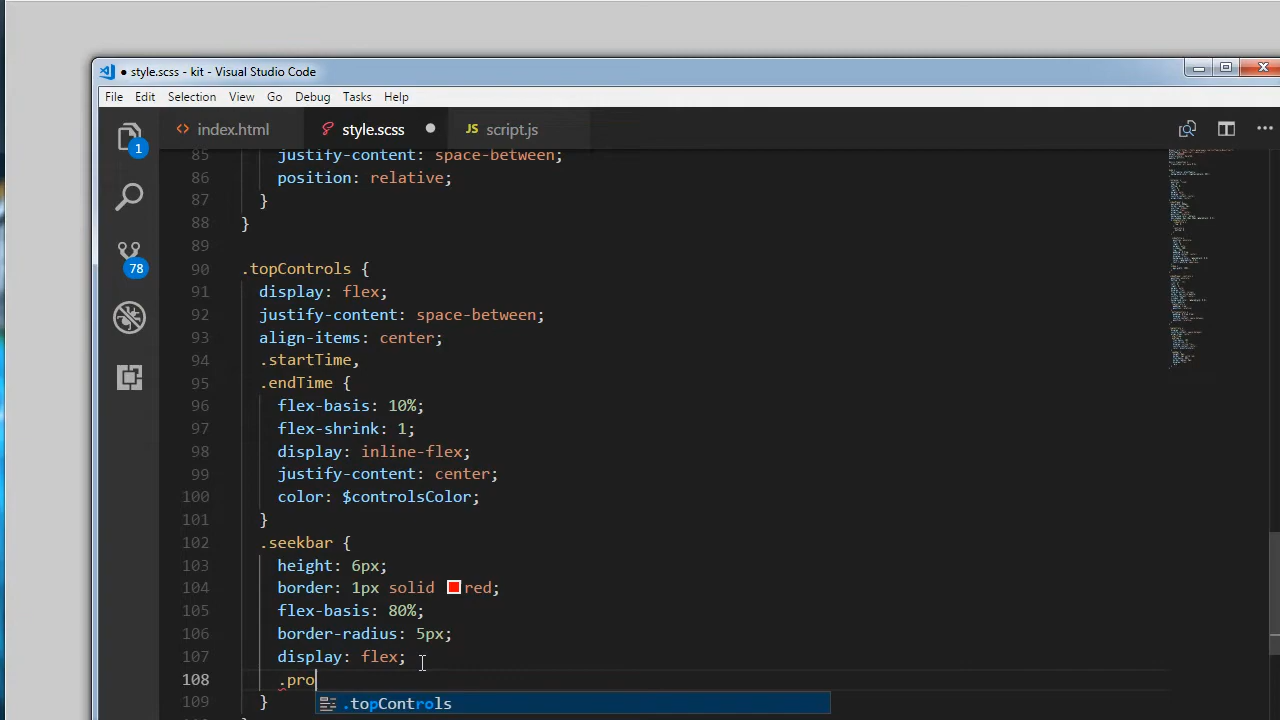 ● style.scss - kit - Visual Studio Code
File Edit Selection View Go Debug Tasks Help
<> index.html style.scss ● JS script.js ...
85 justify-content: space-between;
86 position: relative;
87 }
88 }
89
90 .topControls {
91 display: flex;
92 justify-content: space-between;
93 align-items: center;
94 .startTime,
95 .endTime {
96 flex-basis: 10%;
97 flex-shrink: 1;
98 display: inline-flex;
99 justify-content: center;
100 color: $controlsColor;
101 }
102 .seekbar {
103 height: 6px;
104 border: 1px solid red;
105 flex-basis: 80%;
106 border-radius: 5px;
107 display: flex;
108 .pro
.topControls
109 }
1
78